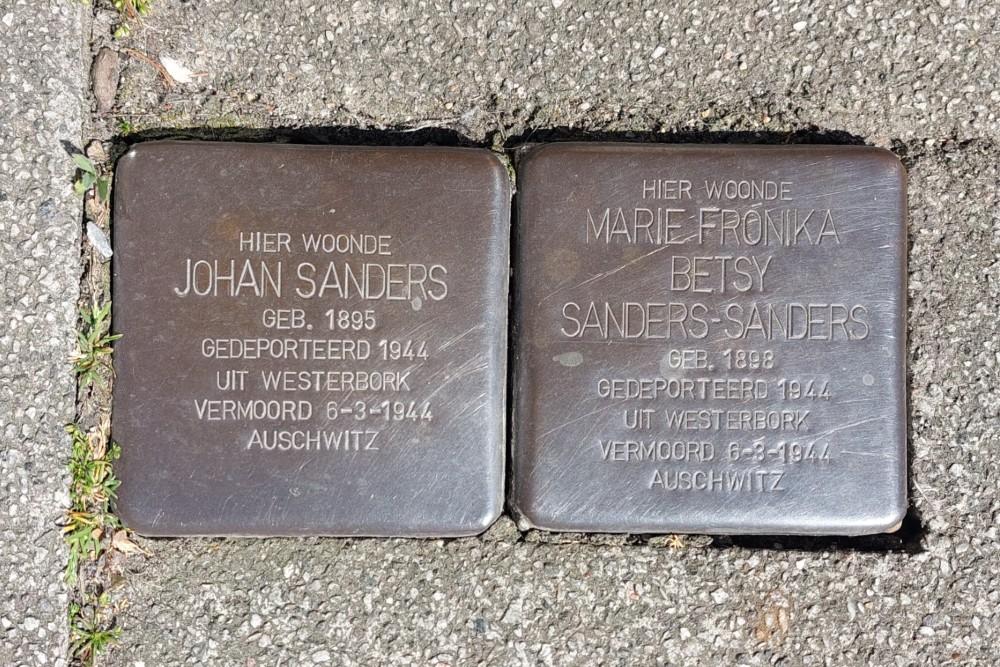 HIER WOONDE
JOHAN SANDERS
GEB. 1895
GEDEPORTEERD 1944
UIT WESTERBORK
VERMOORD 6-3-1944
AUSCHWITZ
HIER WOONDE
MARIE FRONIKA
BETSY
SANDERS-SANDERS
GEB. 1898
GEDEPORTEERD 1944
UIT WESTERBORK
VERMOORD 6-3-1944
AUSCHWITZ